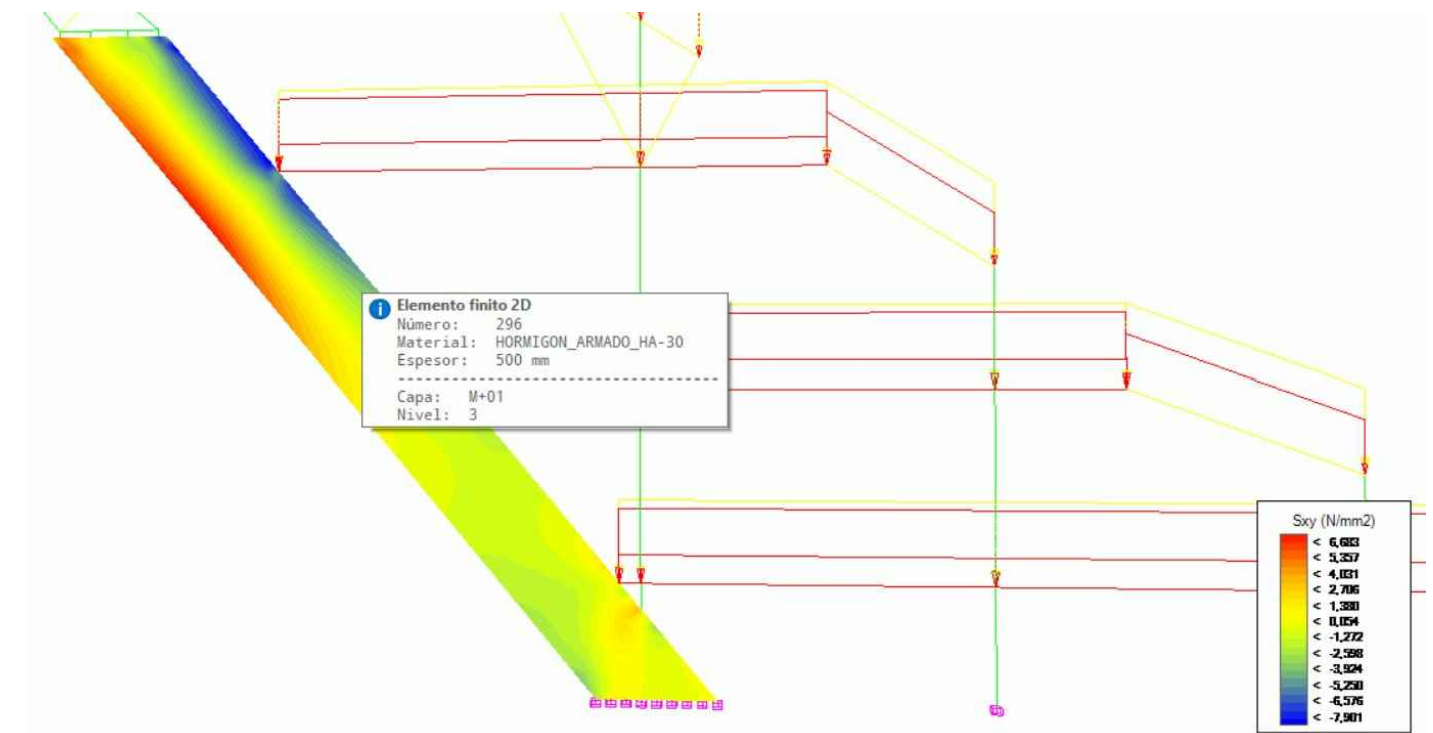 Elemento finito 2D
Número: 296
Material: HORMIGON_ARMADO_HA-30
Espesor: 500 mm
------------------------------------
Capa: M+01
Nivel: 3
Sxy (N/mm2)
< 6,683
< 5,357
< 4,031
< 2,706
< 1,380
< 0,054
< -1,272
< -2,598
< -3,924
< -5,250
< -6,576
< -7,901